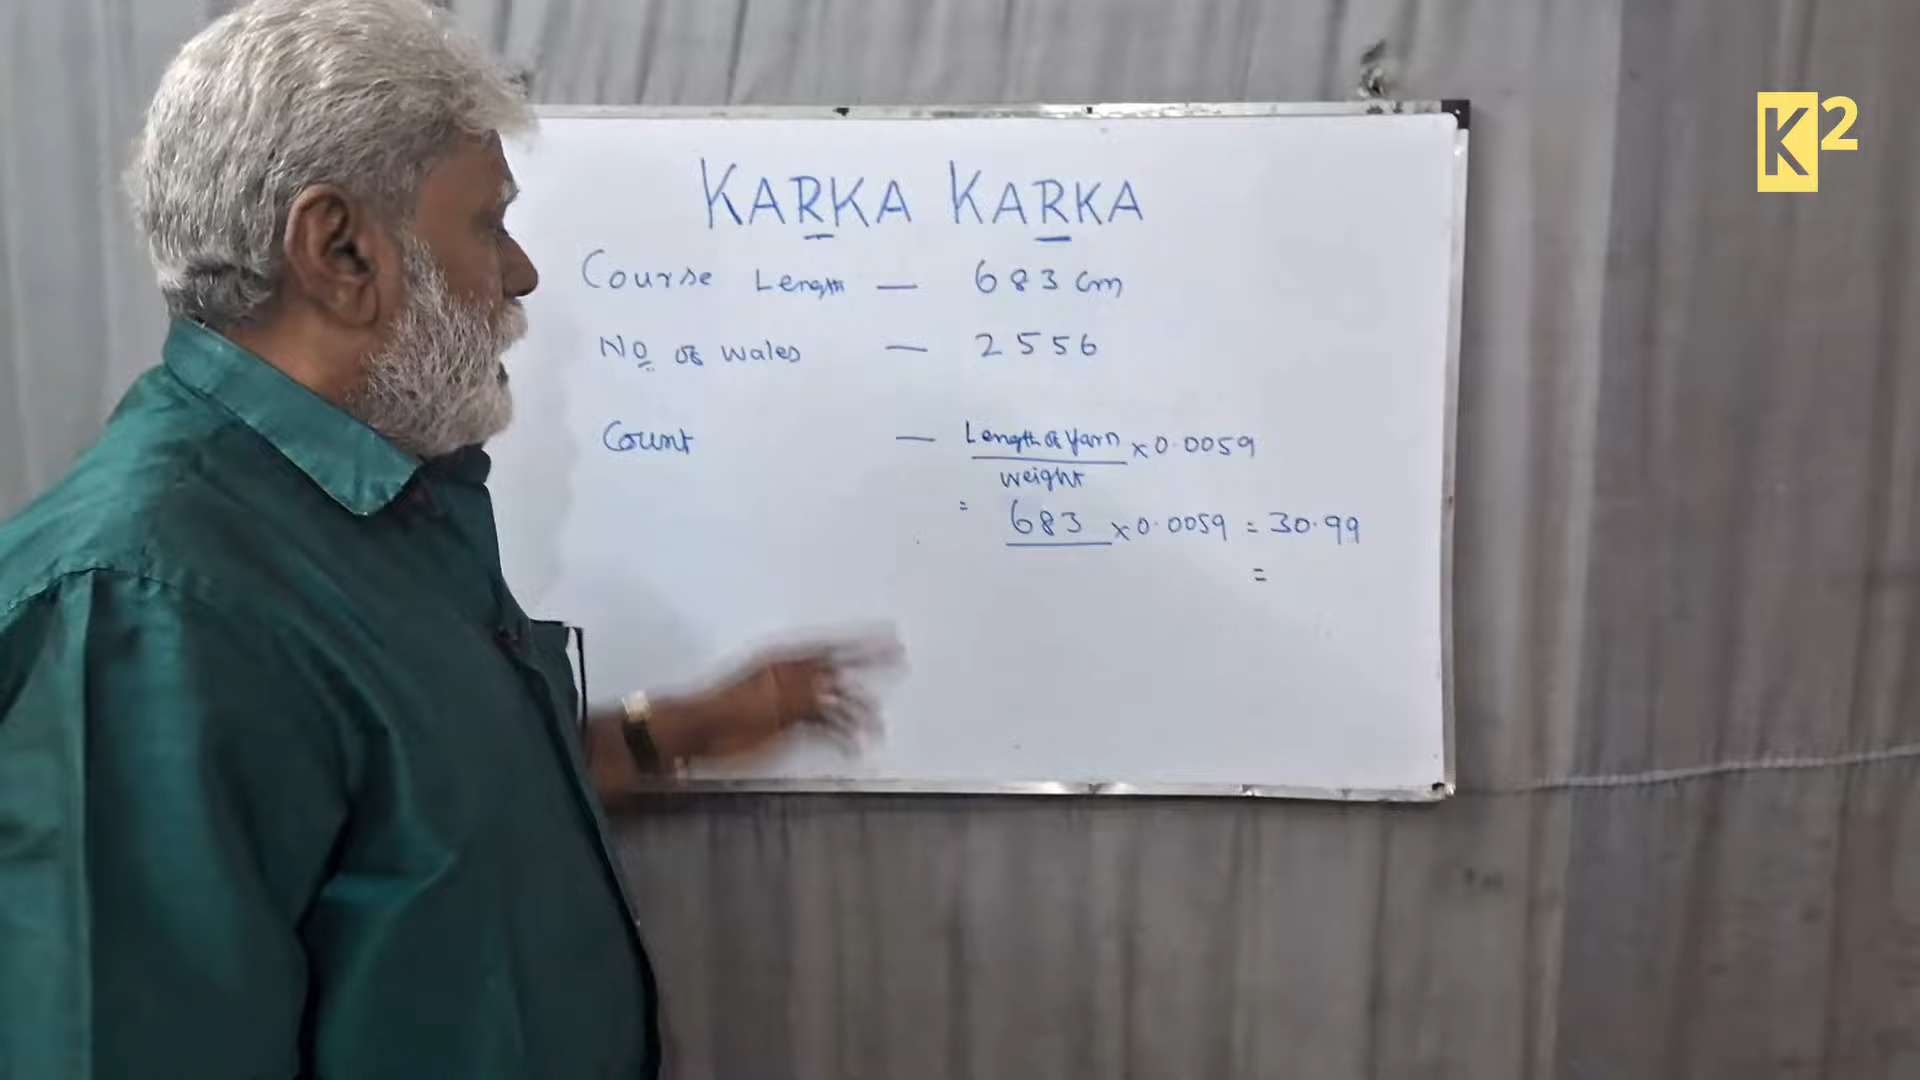 K2
KARKA KARKA
Course Length — 683 cm
No of wales — 2556
Count — Length of Yarn × 0.0059
weight
= 683 × 0.0059 = 30.99
=